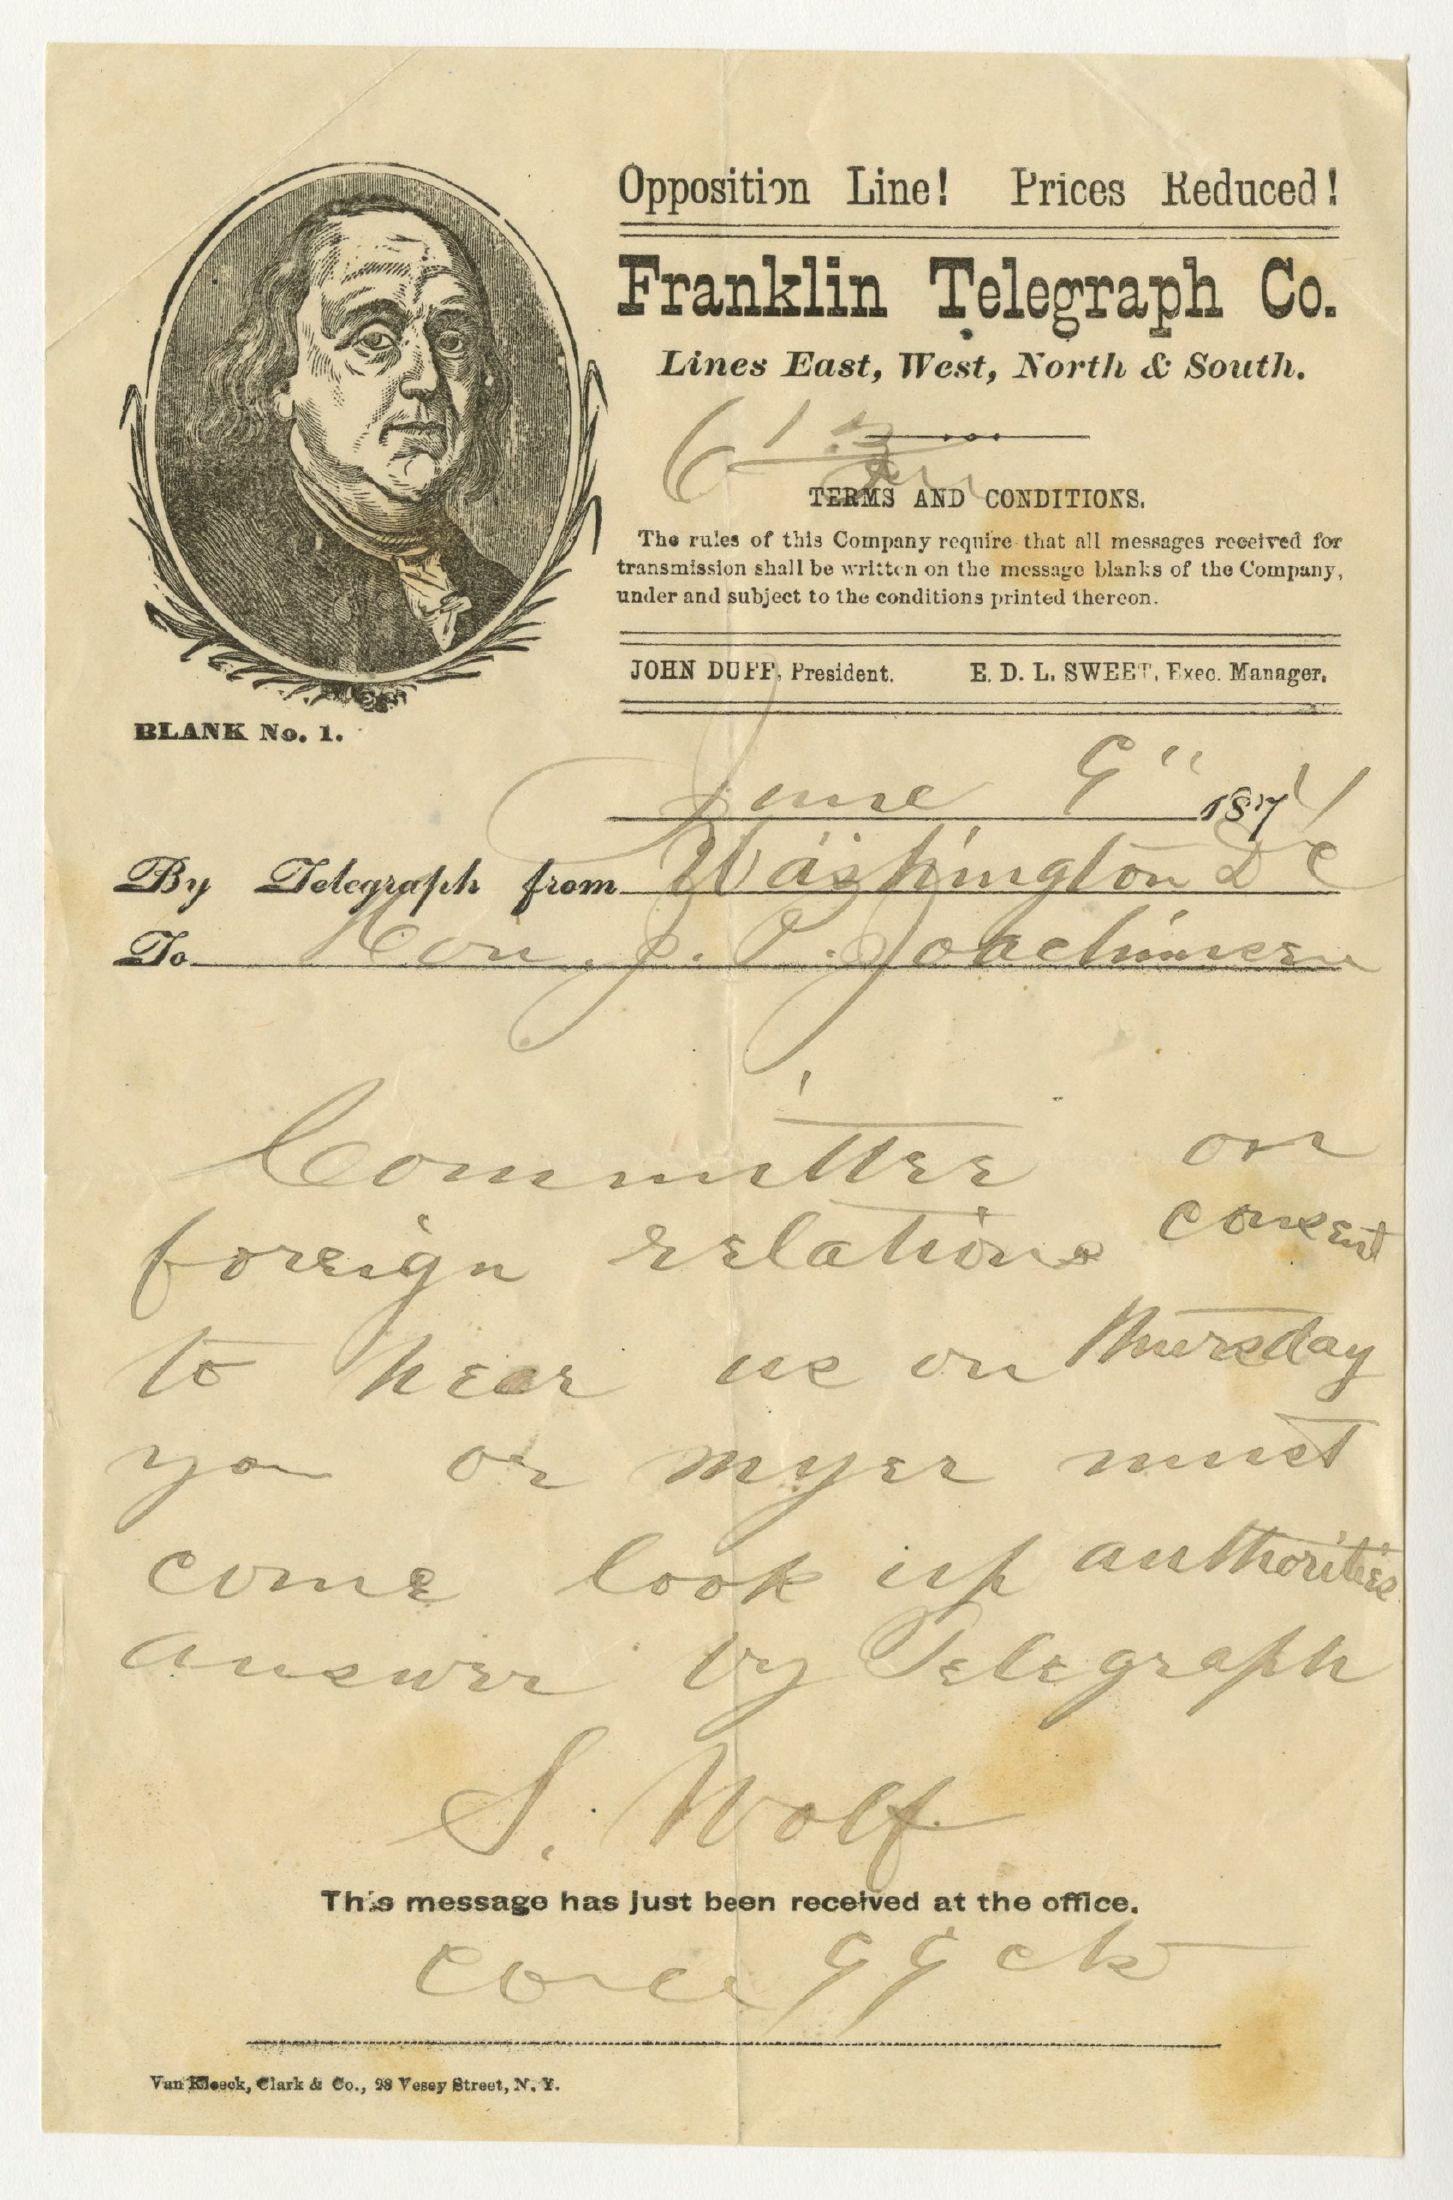 Opposition Line! Prices Reduced!
Franklin Telegraph Co.
Lines East, West, North & South.
TERMS AND CONDITIONS.
The rules of this Company require that all messages received for
transmission shall be written on the message blanks of the Company,
under and subject to the conditions printed thereon.
JOHN DUFF, President. E. D. L. SWEET, Exec. Manager.
BLANK No. 1.
June 9" 1874
By Telegraph from Washington D C
To Hon. J. P. Joachimsen
Committee on
foreign relations consent
to hear us on Thursday
you or myer must
come look up authorities
answer by Telegraph
S. Wolf
This message has just been received at the office.
Van Kleeck, Clark & Co., 98 Vesey Street, N. Y.